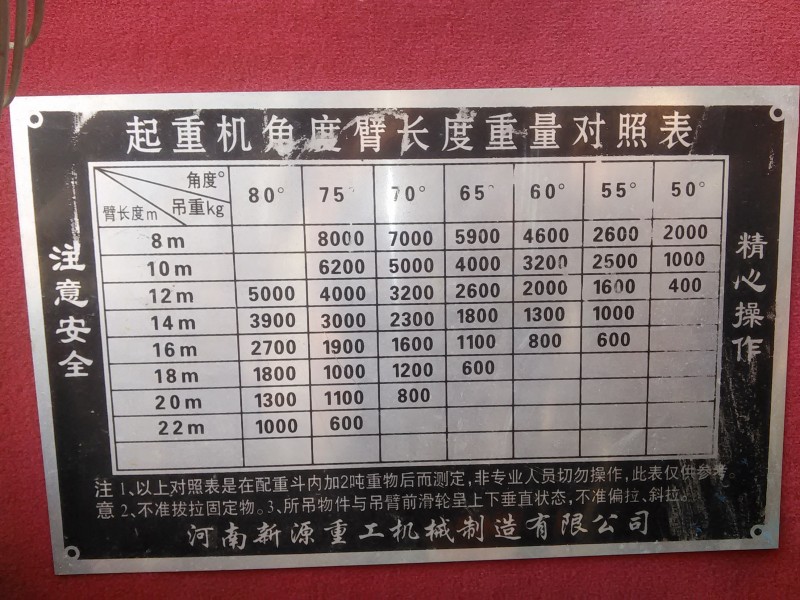 起重机角度臂长度重量对照表
角度°
吊重kg
臂长度m
80° 75° 70° 65° 60° 55° 50°
8m 8000 7000 5900 4600 2600 2000
10m 6200 5000 4000 3200 2500 1000
12m 5000 4000 3200 2600 2000 1600 400
14m 3900 3000 2300 1800 1300 1000
16m 2700 1900 1600 1100 800 600
18m 1800 1000 1200 600
20m 1300 1100 800
22m 1000 600
注意安全
精心操作
注 1、以上对照表是在配重斗内加2吨重物后而测定,非专业人员切勿操作,此表仅供参考。
意 2、不准拔拉固定物。3、所吊物件与吊臂前滑轮呈上下垂直状态,不准偏拉、斜拉。
河南新源重工机械制造有限公司